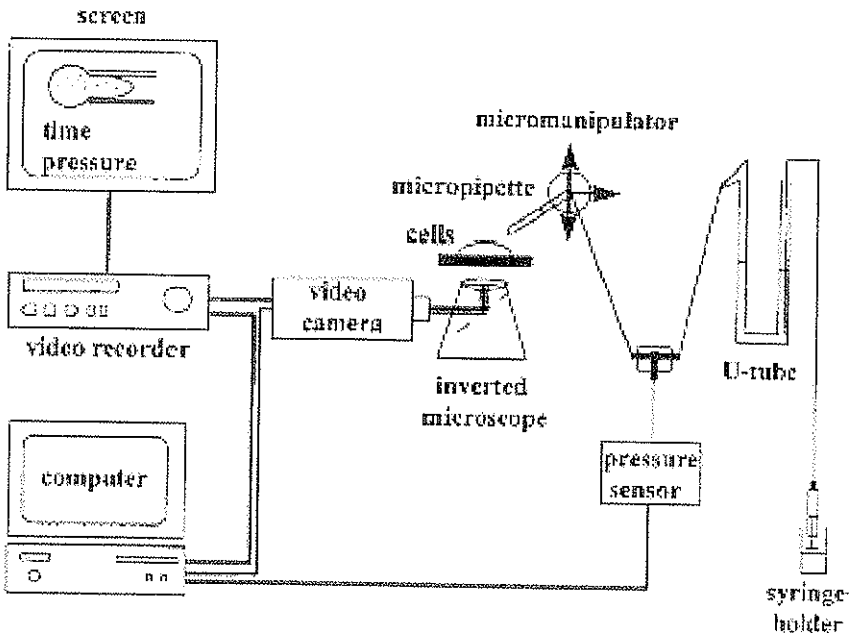 screen
time
pressure
micromanipulator
micropipette
cells
video
camera
video recorder
inverted
microscope
U-tube
computer
pressure
sensor
syringe-
holder